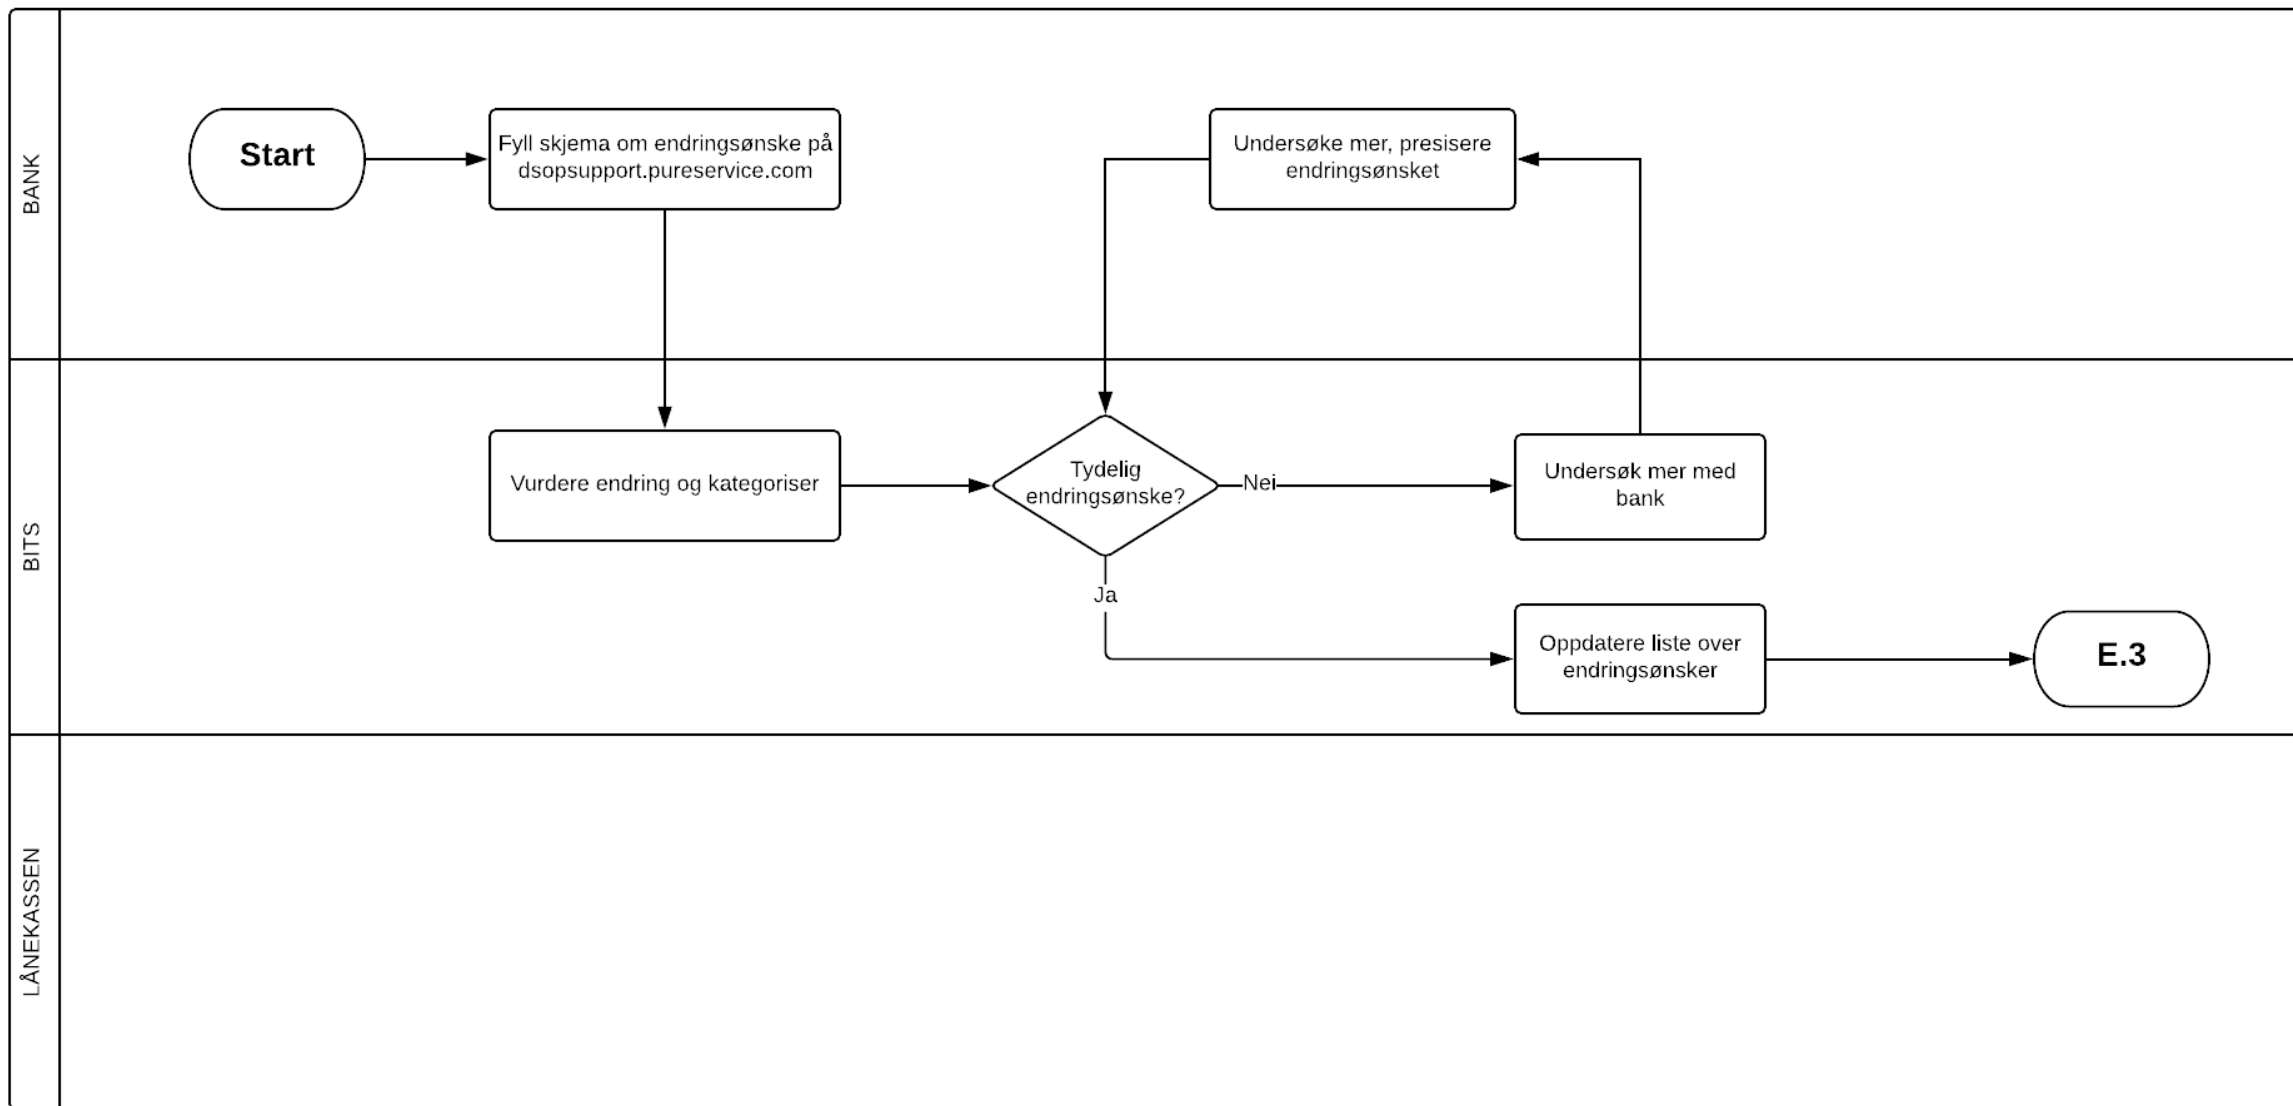 BANK
Start
Fyll skjema om endringsønske på
dsopsupport.pureservice.com
Undersøke mer, presisere
endringsønsket
BITS
Vurdere endring og kategoriser
Tydelig
endringsønske?
Nei
Undersøk mer med
bank
Ja
Oppdatere liste over
endringsønsker
E.3
LÅNEKASSEN